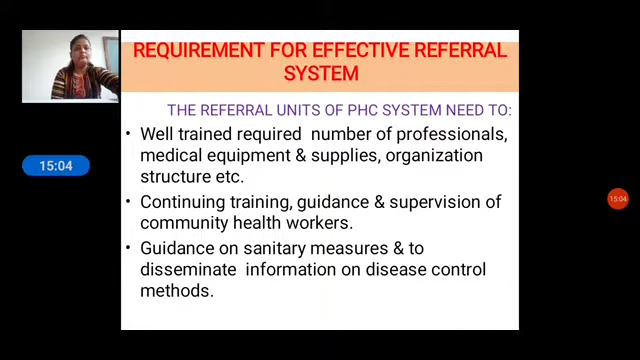 REQUIREMENT FOR EFFECTIVE REFERRAL
SYSTEM
THE REFERRAL UNITS OF PHC SYSTEM NEED TO:
• Well trained required number of professionals,
medical equipment & supplies, organization
structure etc.
• Continuing training, guidance & supervision of
community health workers.
• Guidance on sanitary measures & to
disseminate information on disease control
methods.
15:04
15:04